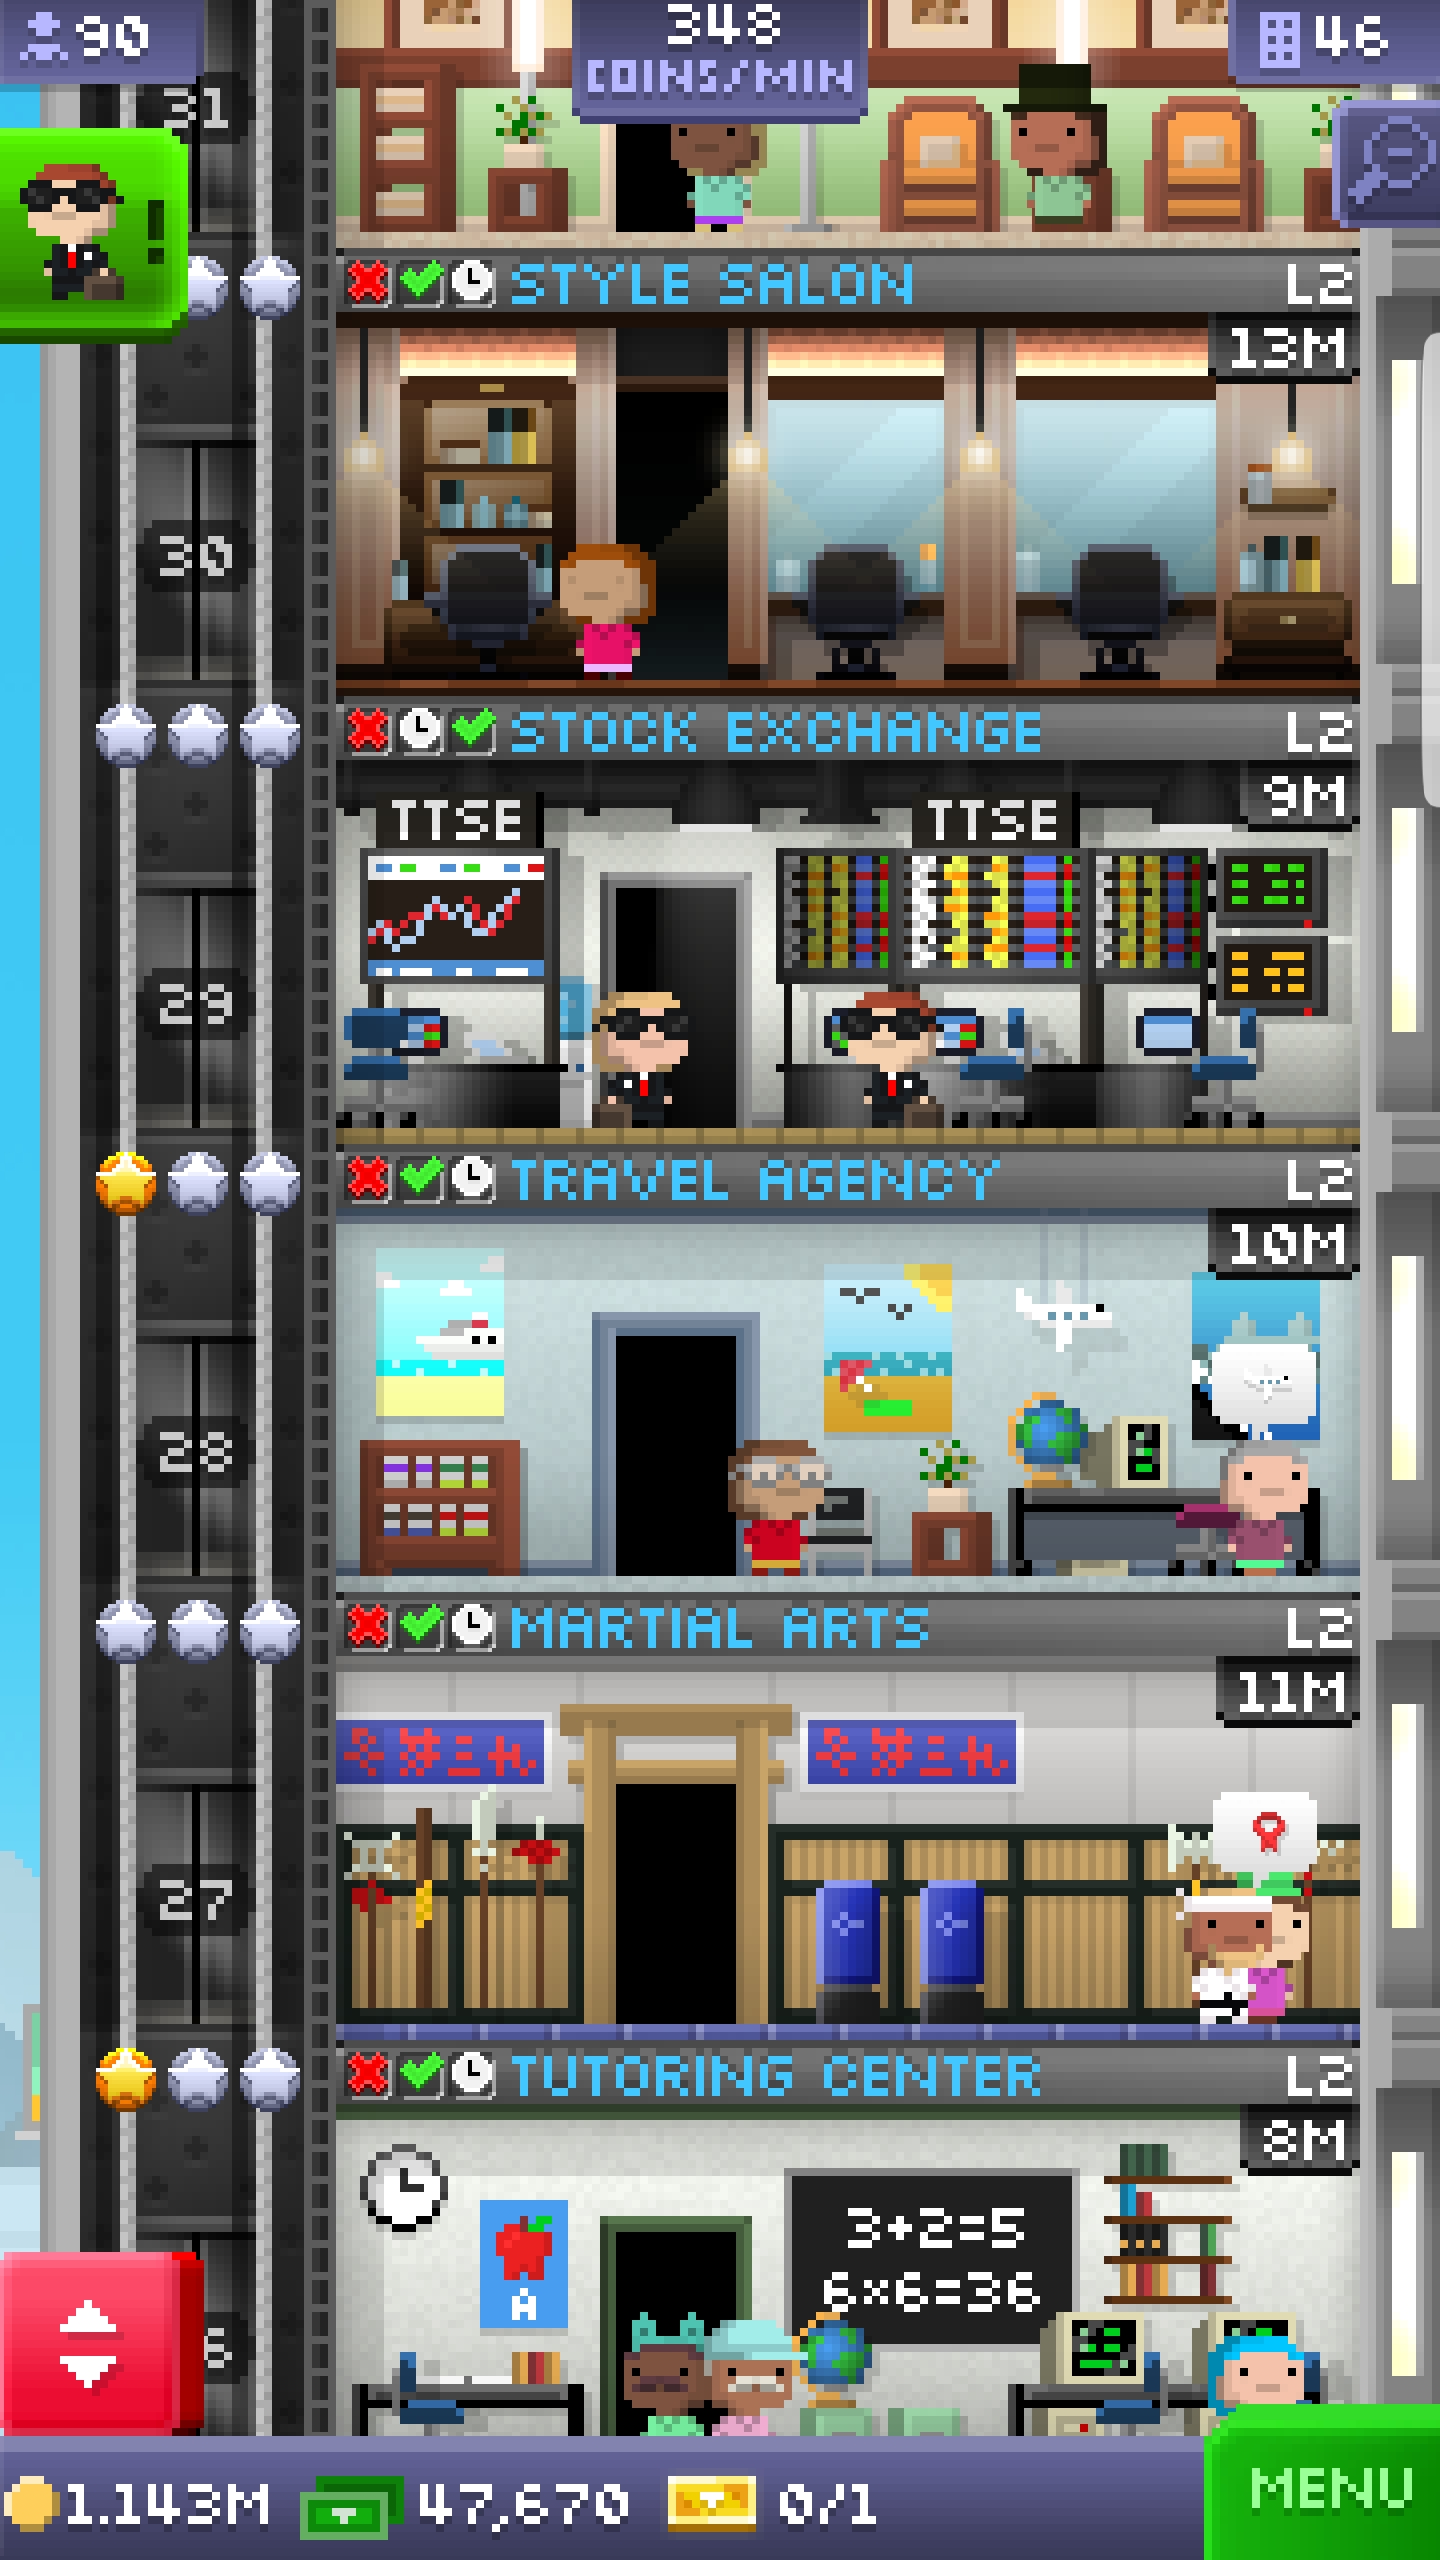 90
348
COINS/MIN
46
31
STYLE SALON
L2
13M
30
STOCK EXCHANGE
L2
9M
TTSE
TTSE
29
TRAVEL AGENCY
L2
10M
28
MARTIAL ARTS
L2
11M
27
TUTORING CENTER
L2
8M
3+2=5
6×6=36
A
6
1.143M
47,670
0/1
MENU